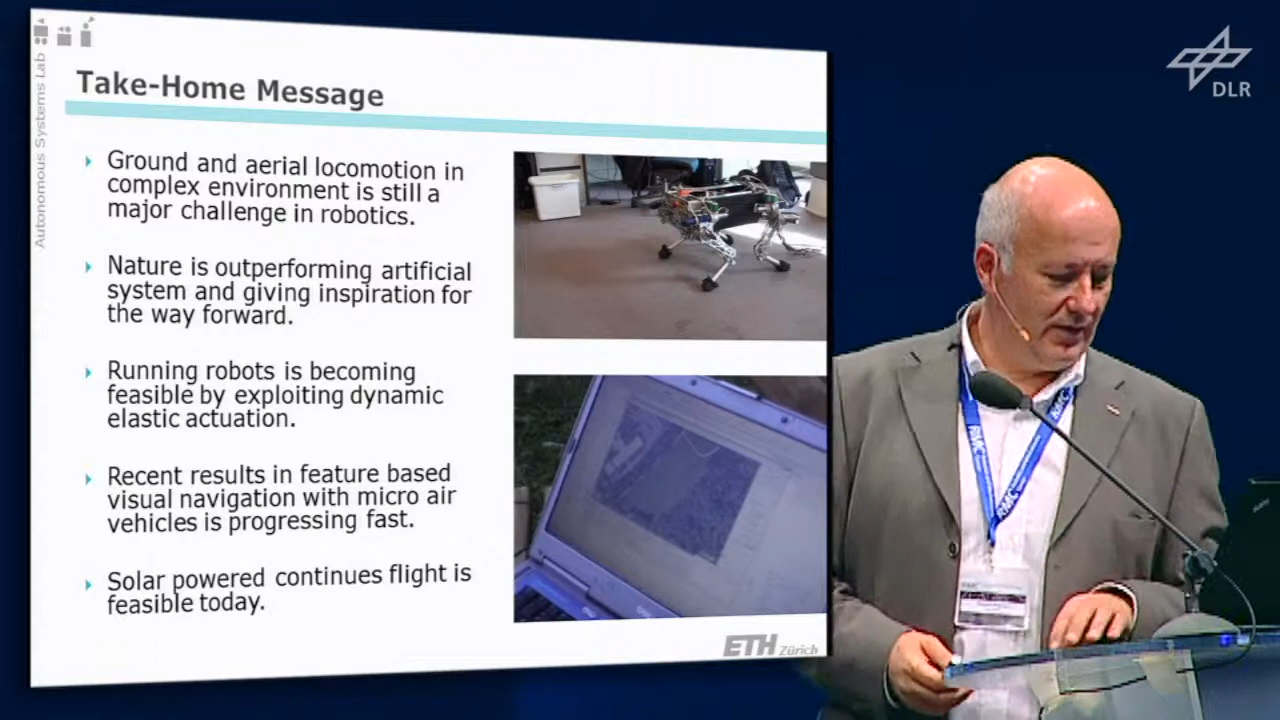 Autonomous Systems Lab
Take-Home Message
Ground and aerial locomotion in
complex environment is still a
major challenge in robotics.
Nature is outperforming artificial
system and giving inspiration for
the way forward.
Running robots is becoming
feasible by exploiting dynamic
elastic actuation.
Recent results in feature based
visual navigation with micro air
vehicles is progressing fast.
Solar powered continues flight is
feasible today.
ETH Zürich
DLR
RMC
RMC